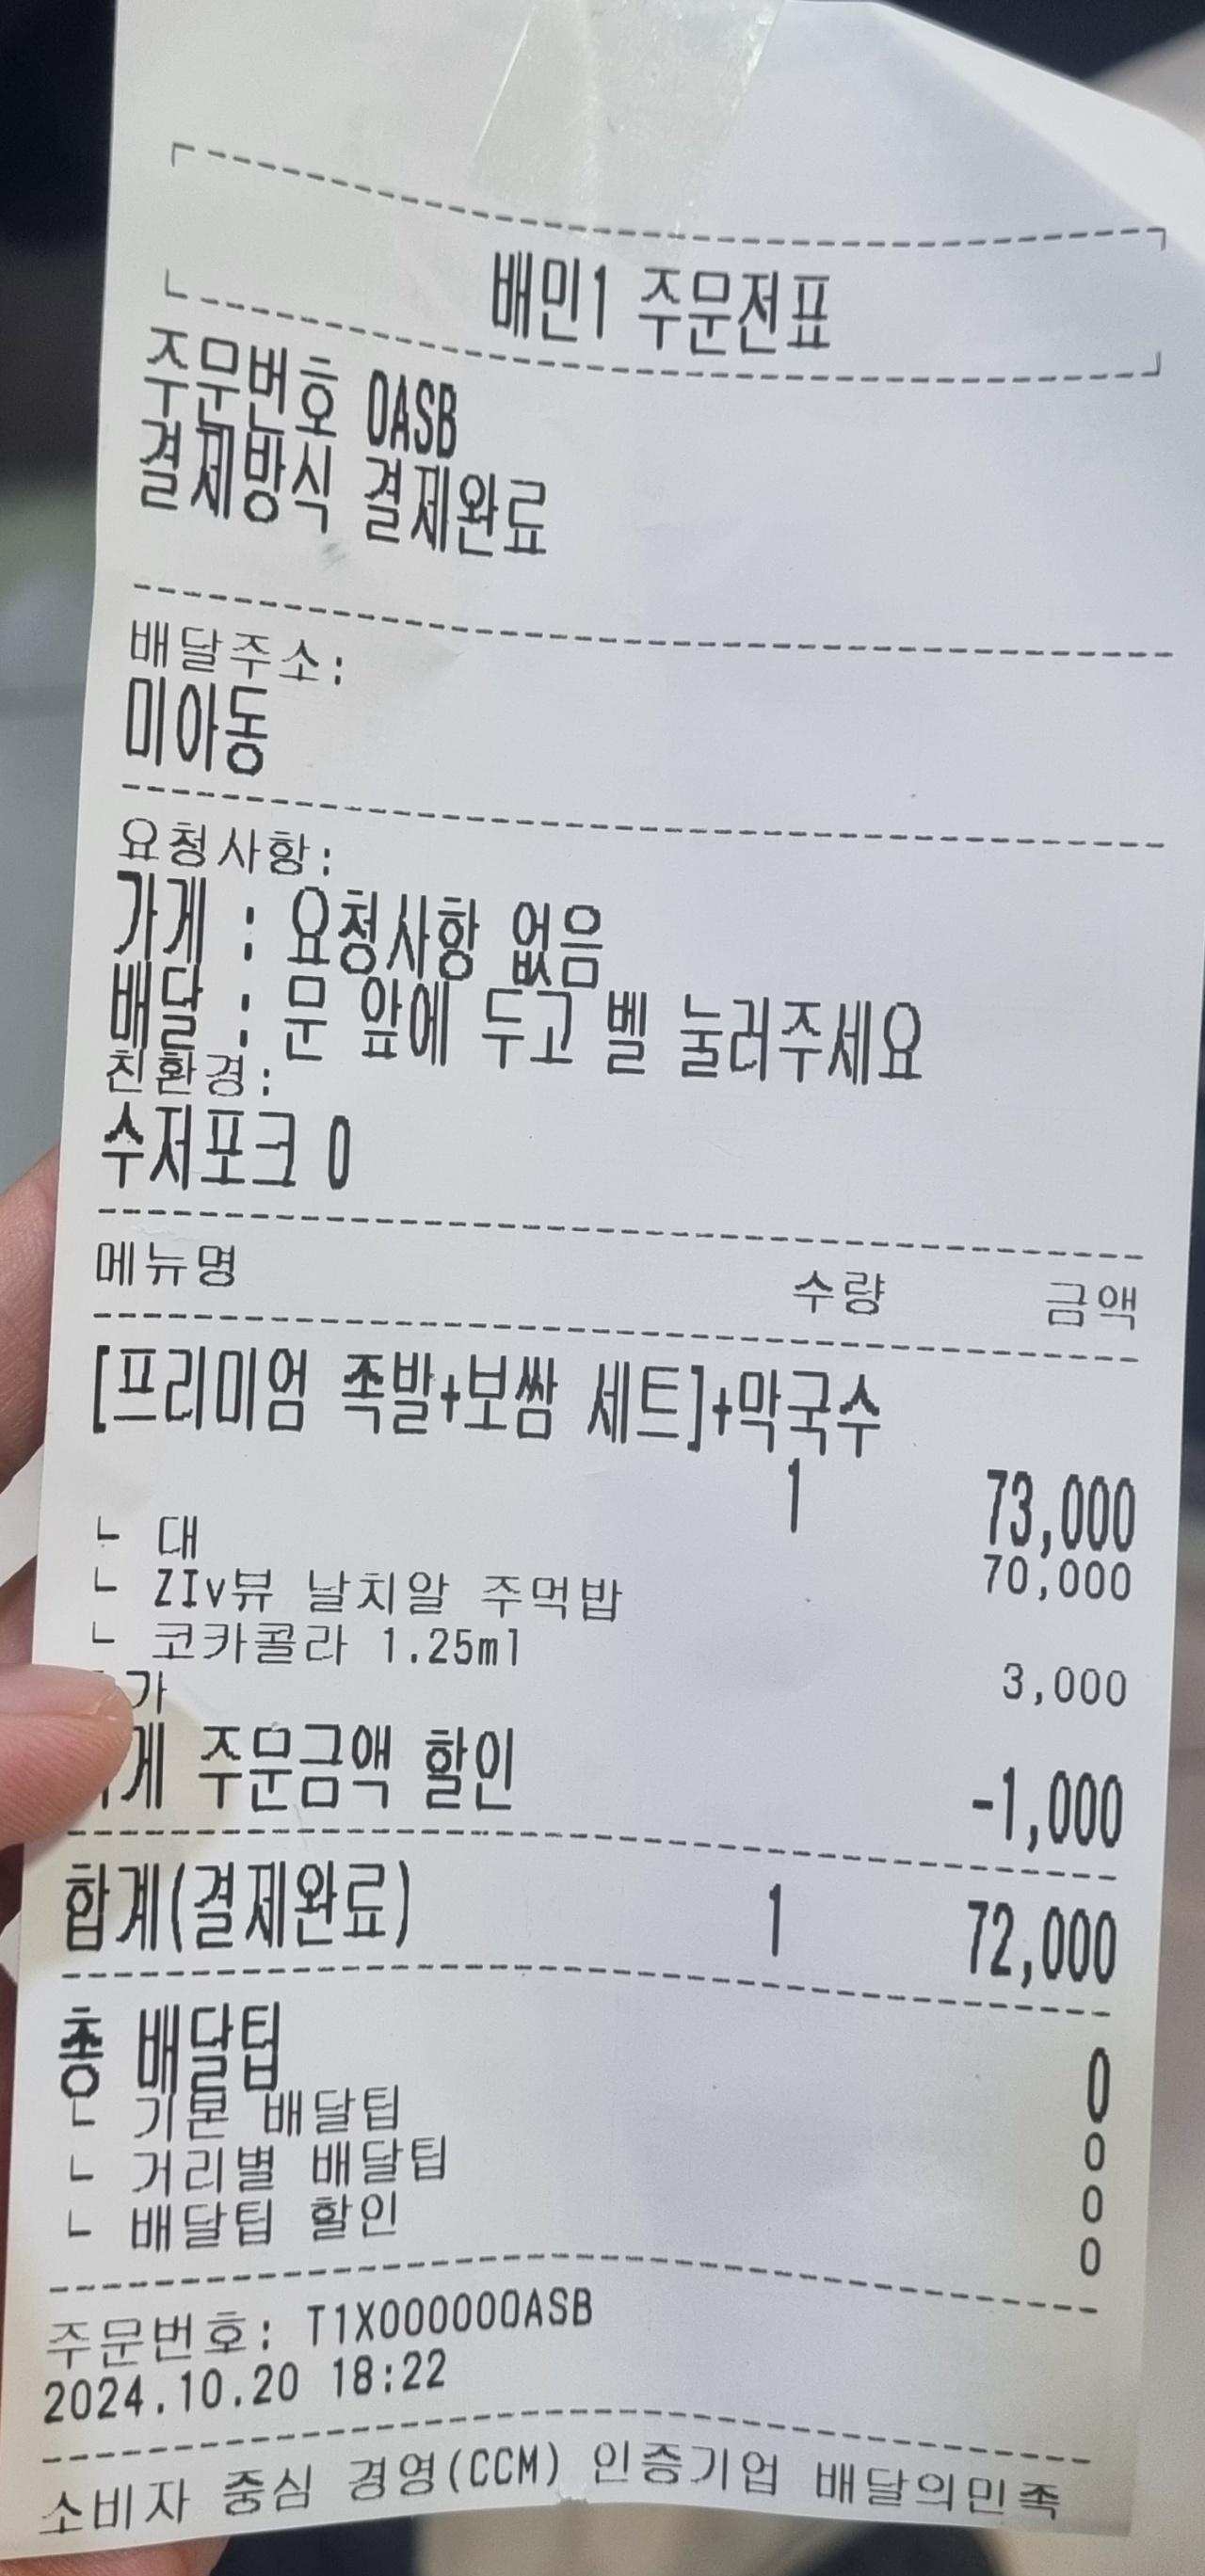 배민1 주문전표
주문번호 0ASB
결제방식 결제완료
배달주소:
미아동
요청사항:
가게 : 요청사항 없음
배달 : 문 앞에 두고 벨 눌러주세요
친환경:
수저포크 0
메뉴명 수량 금액
[프리미엄 족발+보쌈 세트]+막국수
1 73,000
ㄴ 대 70,000
ㄴ ZIv뷰 날치알 주먹밥
ㄴ 코카콜라 1.25ml 3,000
가
게 주문금액 할인 -1,000
합계(결제완료) 1 72,000
총 배달팁 0
ㄴ 기본 배달팁 0
ㄴ 거리별 배달팁 0
ㄴ 배달팁 할인 0
주문번호: T1X000000ASB
2024.10.20 18:22
소비자 중심 경영(CCM) 인증기업 배달의민족